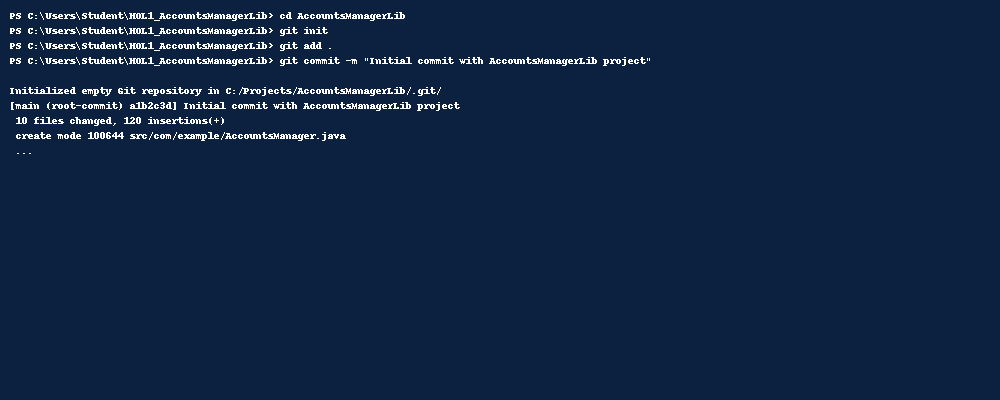 PS C:\Users\Student\HOL1_AccountsManagerLib> cd AccountsManagerLib
PS C:\Users\Student\HOL1_AccountsManagerLib> git init
PS C:\Users\Student\HOL1_AccountsManagerLib> git add .
PS C:\Users\Student\HOL1_AccountsManagerLib> git commit -m "Initial commit with AccountsManagerLib project"
Initialized empty Git repository in C:/Projects/AccountsManagerLib/.git/
[main (root-commit) a1b2c3d] Initial commit with AccountsManagerLib project
10 files changed, 120 insertions(+)
create mode 100644 src/com/example/AccountsManager.java
...